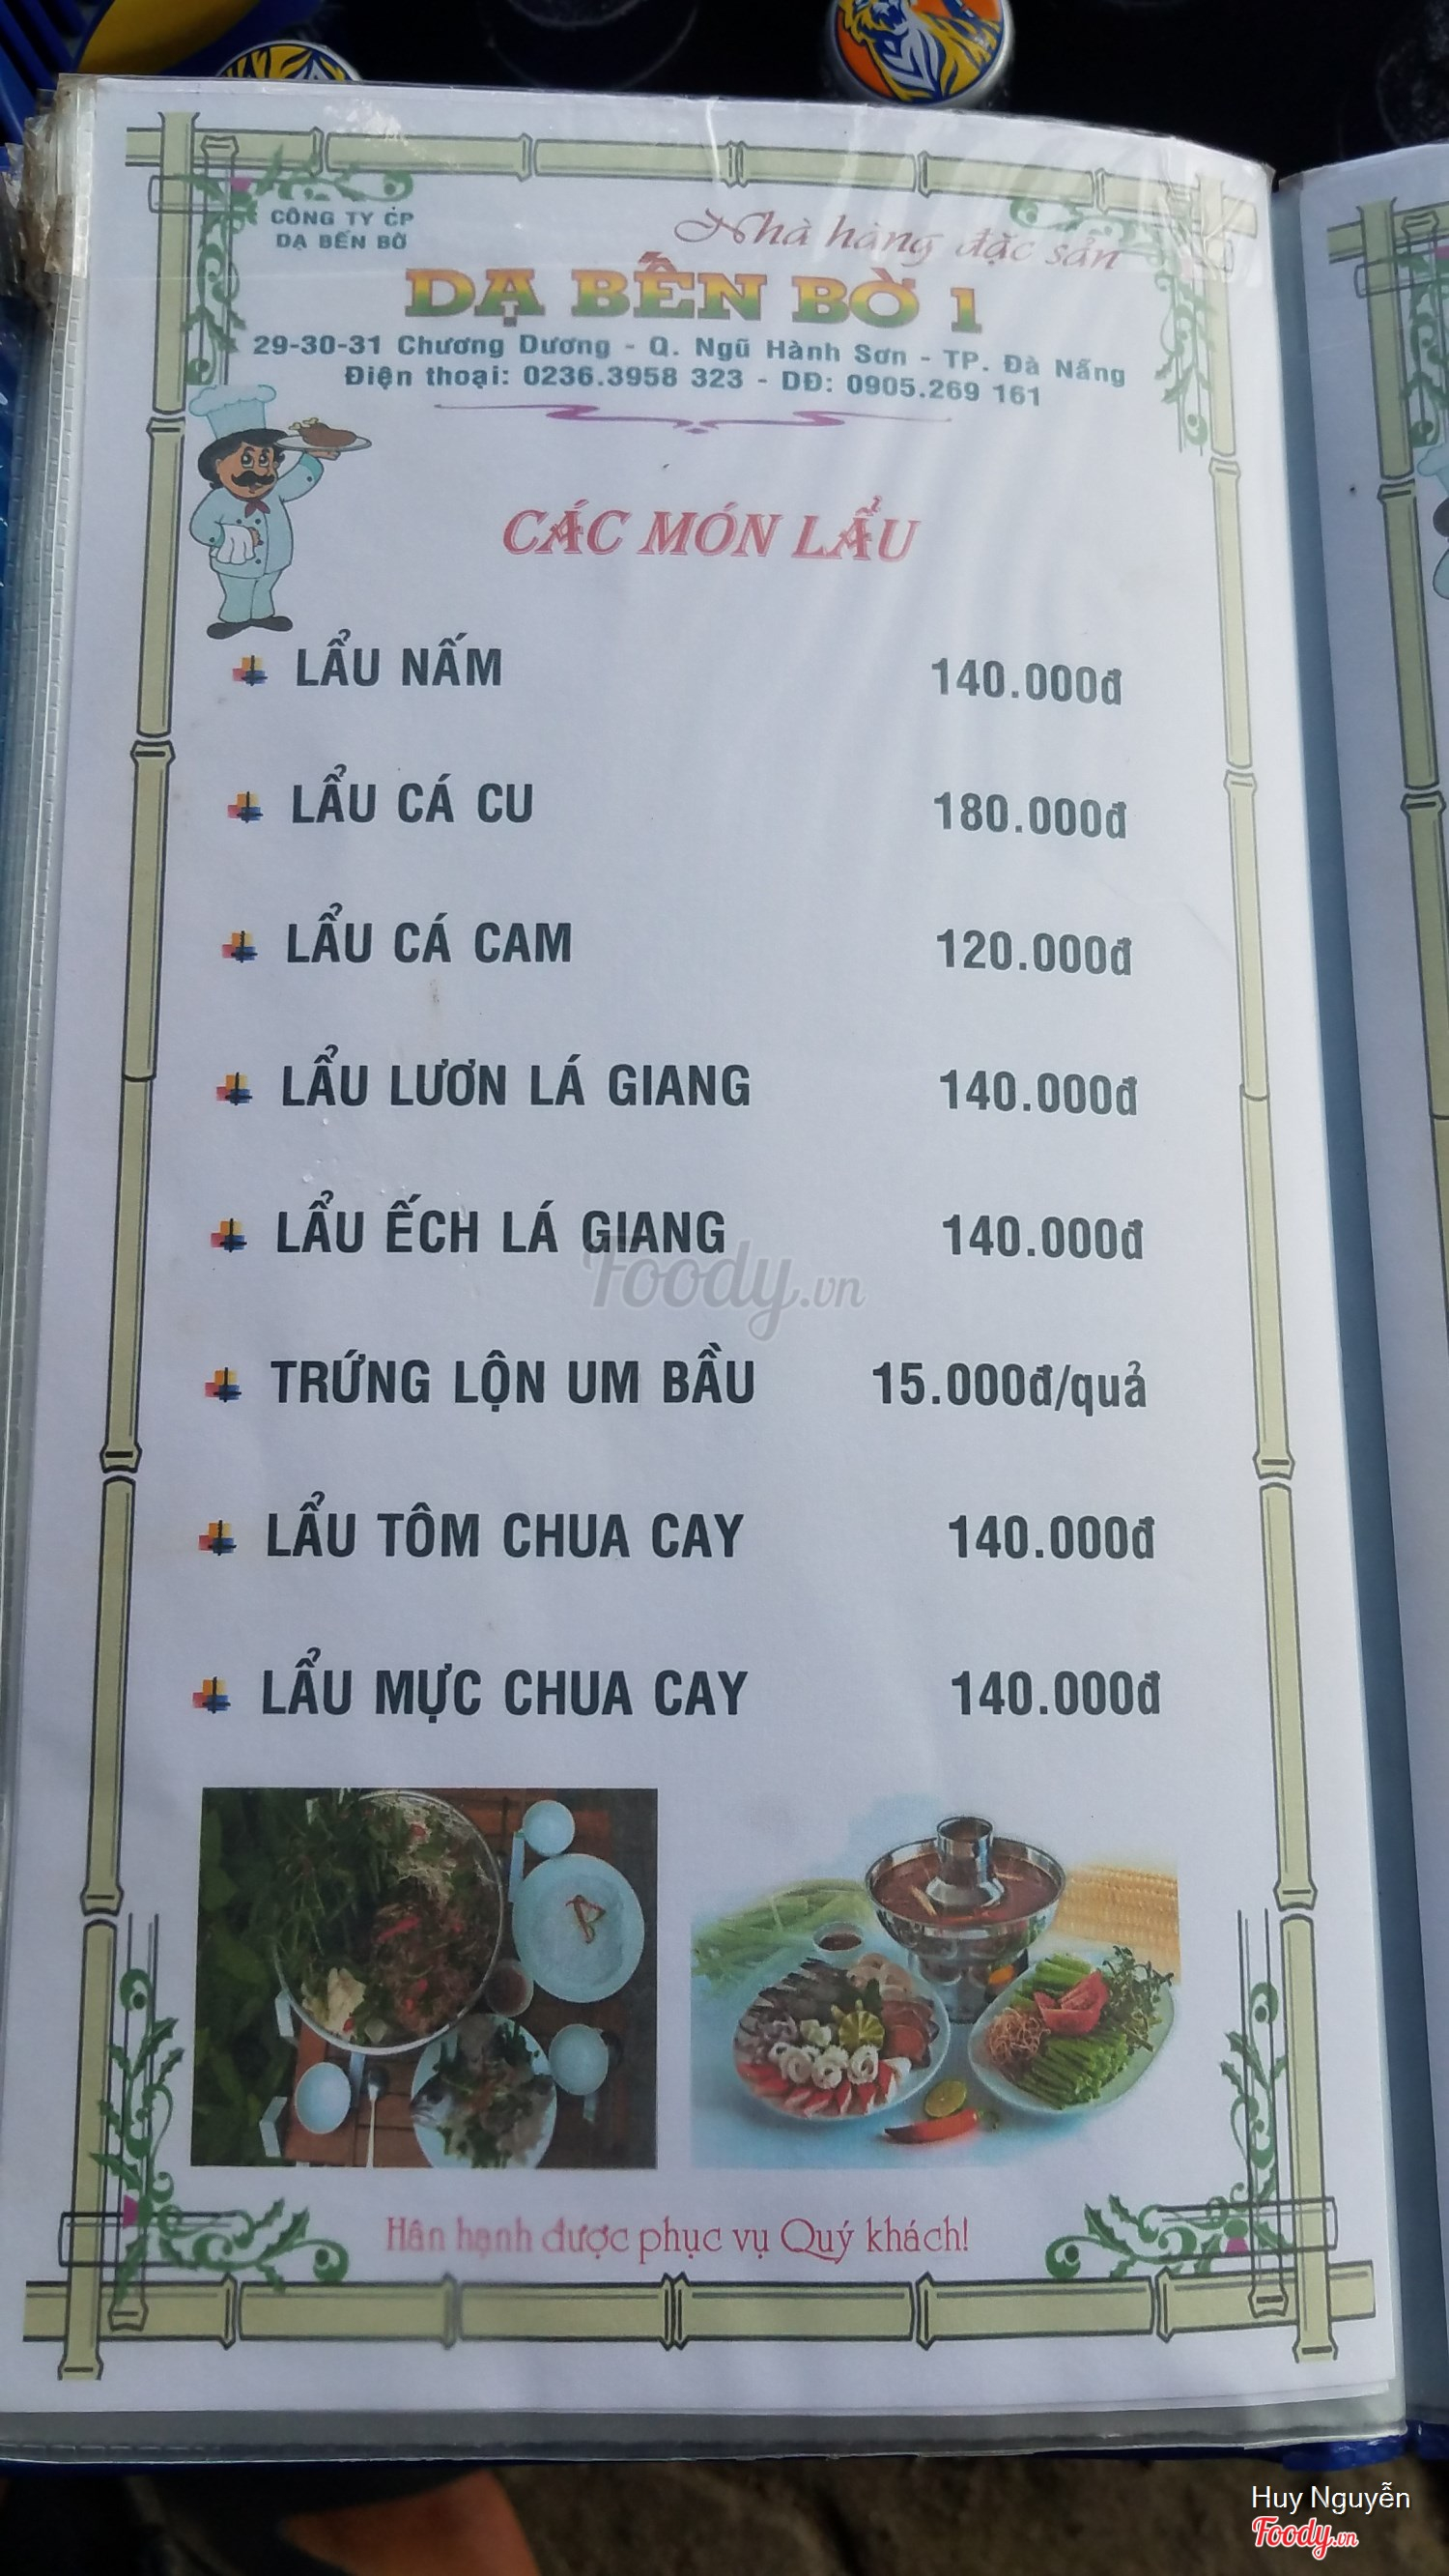 CÔNG TY CP
DẠ BẾN BỜ
Nhà hàng đặc sản
DẠ BẾN BỜ 1
29-30-31 Chương Dương - Q. Ngũ Hành Sơn - TP. Đà Nẵng
Điện thoại: 0236.3958 323 - DĐ: 0905.269 161
CÁC MÓN LẨU
LẨU NẤM 140.000đ
LẨU CÁ CU 180.000đ
LẨU CÁ CAM 120.000đ
LẨU LƯƠN LÁ GIANG 140.000đ
LẨU ẾCH LÁ GIANG 140.000đ
Foody.vn
TRỨNG LỘN UM BẦU 15.000đ/quả
LẨU TÔM CHUA CAY 140.000đ
LẨU MỰC CHUA CAY 140.000đ
Hân hạnh được phục vụ Quý khách!
Huy Nguyễn
Foody.vn